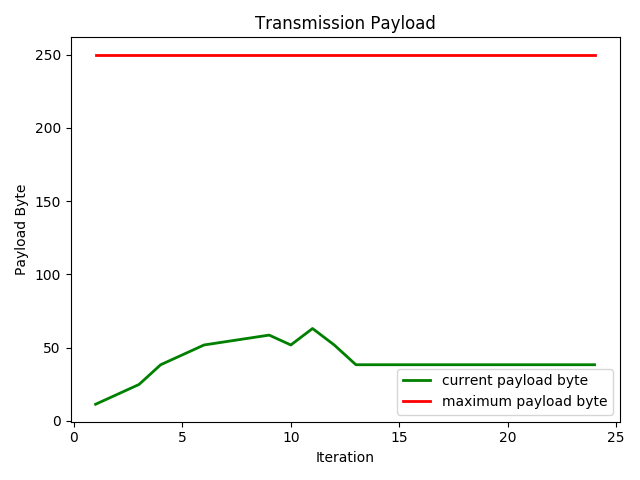 Transmission Payload
250
200
150
100
50
0
Payload Byte
current payload byte
maximum payload byte
0 5 10 15 20 25
Iteration